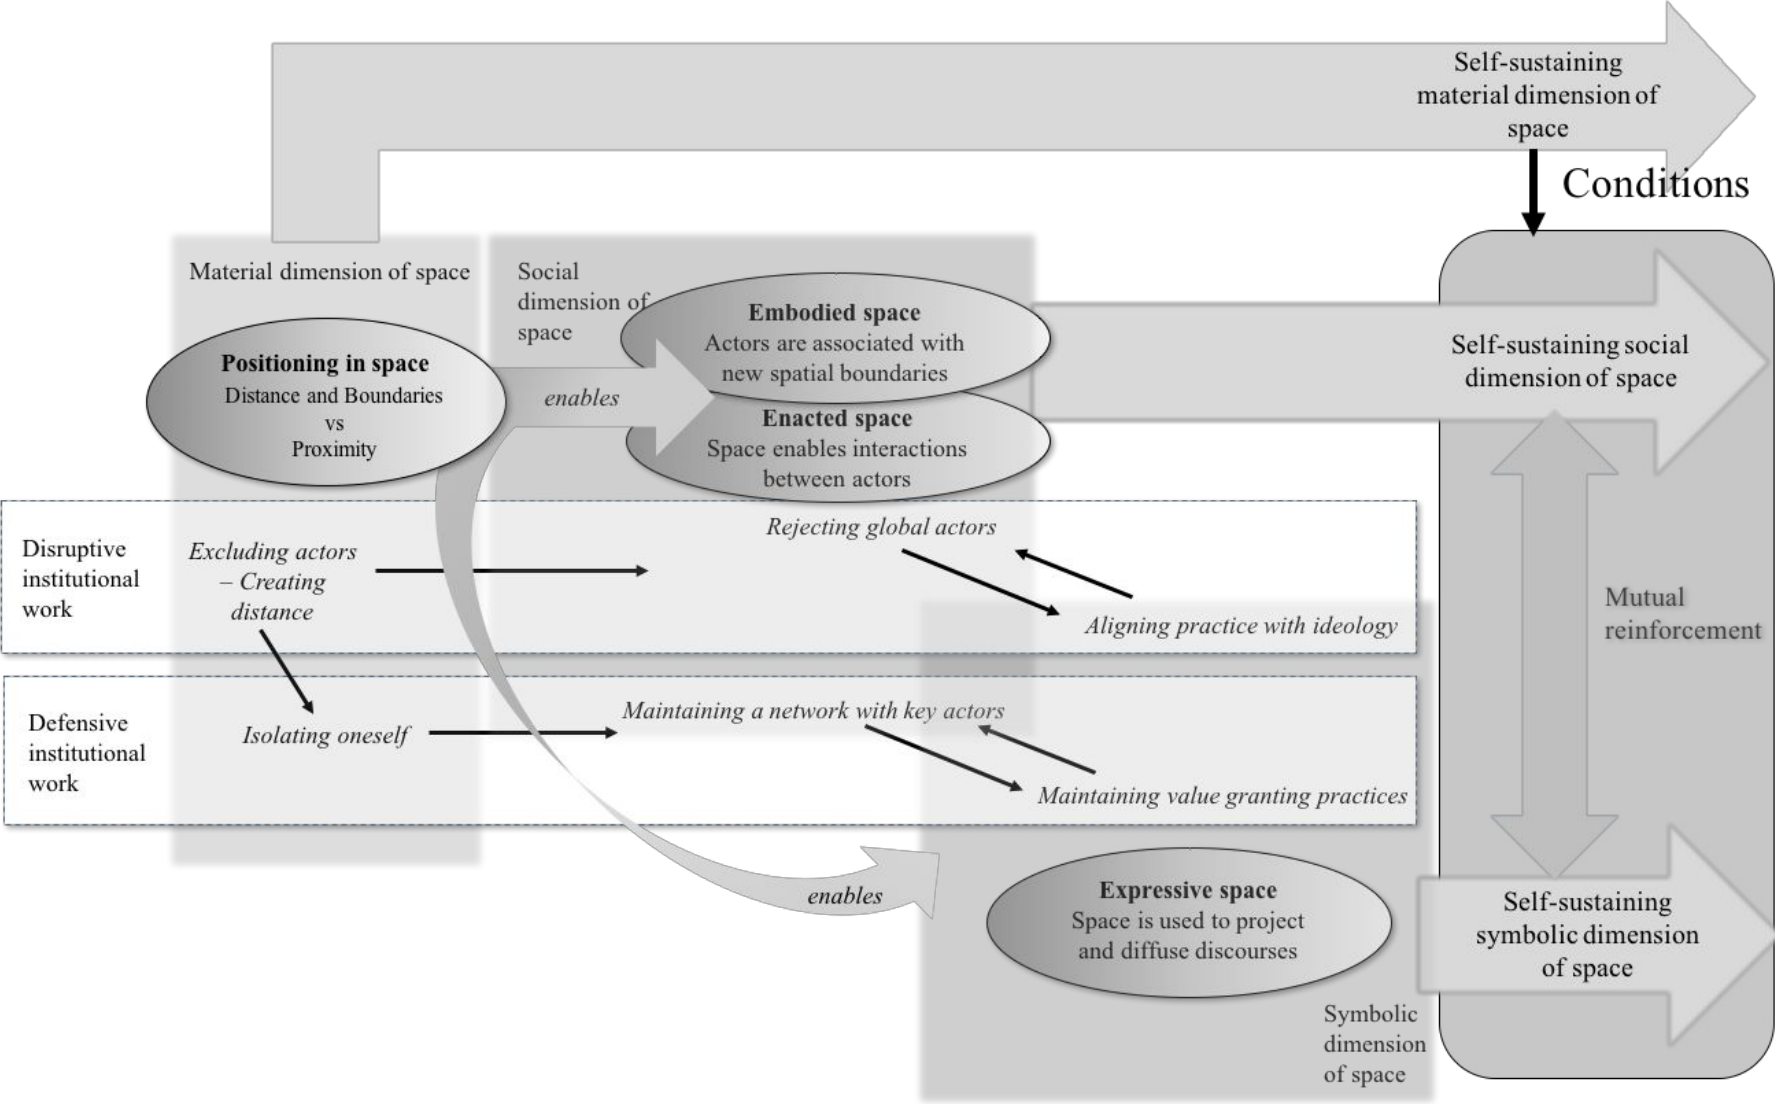 Self-sustaining
material dimension of
space
Conditions
Material dimension of space
Social
dimension of
space
Positioning in space
Distance and Boundaries
vs
Proximity
enables
Embodied space
Actors are associated with
new spatial boundaries
Enacted space
Space enables interactions
between actors
Self-sustaining social
dimension of space
Disruptive
institutional
work
Excluding actors
– Creating
distance
Rejecting global actors
Aligning practice with ideology
Mutual
reinforcement
Defensive
institutional
work
Isolating oneself
Maintaining a network with key actors
Maintaining value granting practices
enables
Expressive space
Space is used to project
and diffuse discourses
Self-sustaining
symbolic dimension
of space
Symbolic
dimension
of space